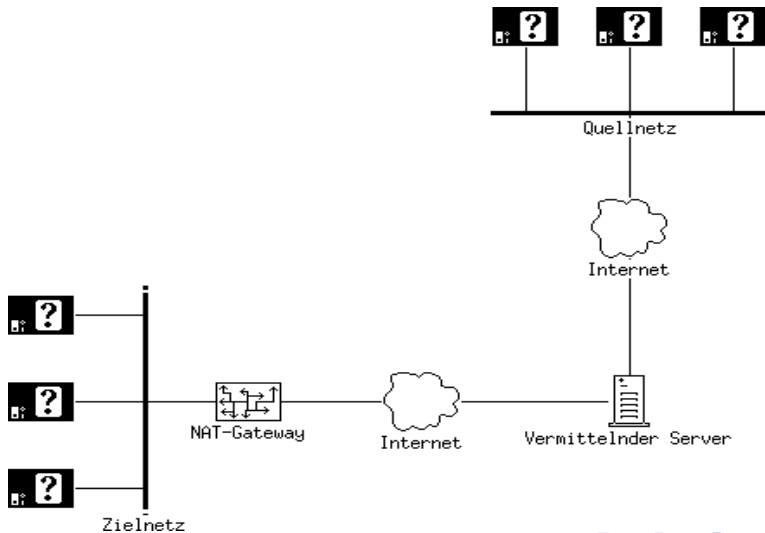 ? ? ?
Quellnetz
Internet
?
?
?
NAT-Gateway
Internet
Vermittelnder Server
Zielnetz